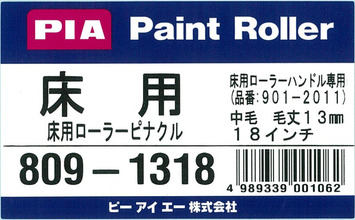 PIA Paint Roller
床用
床用ローラーピナクル
床用ローラーハンドル専用
(品番:901-2011)
中毛 毛丈13mm
18インチ
809-1318
4 989339 001062
ピー アイ エー 株式会社